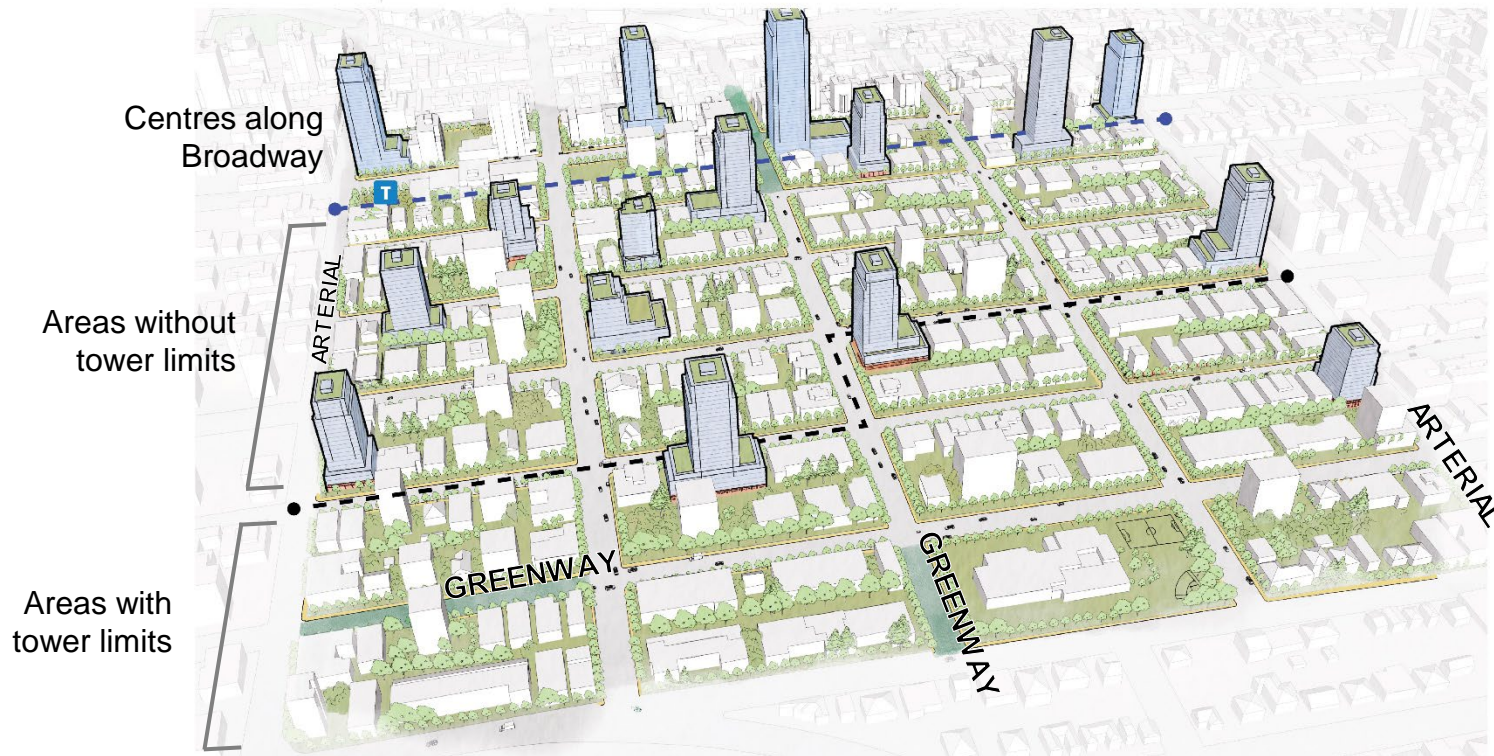 Centres along
Broadway
T
ARTERIAL
Areas without
tower limits
ARTERIAL
GREENWAY
GREENWAY
Areas with
tower limits